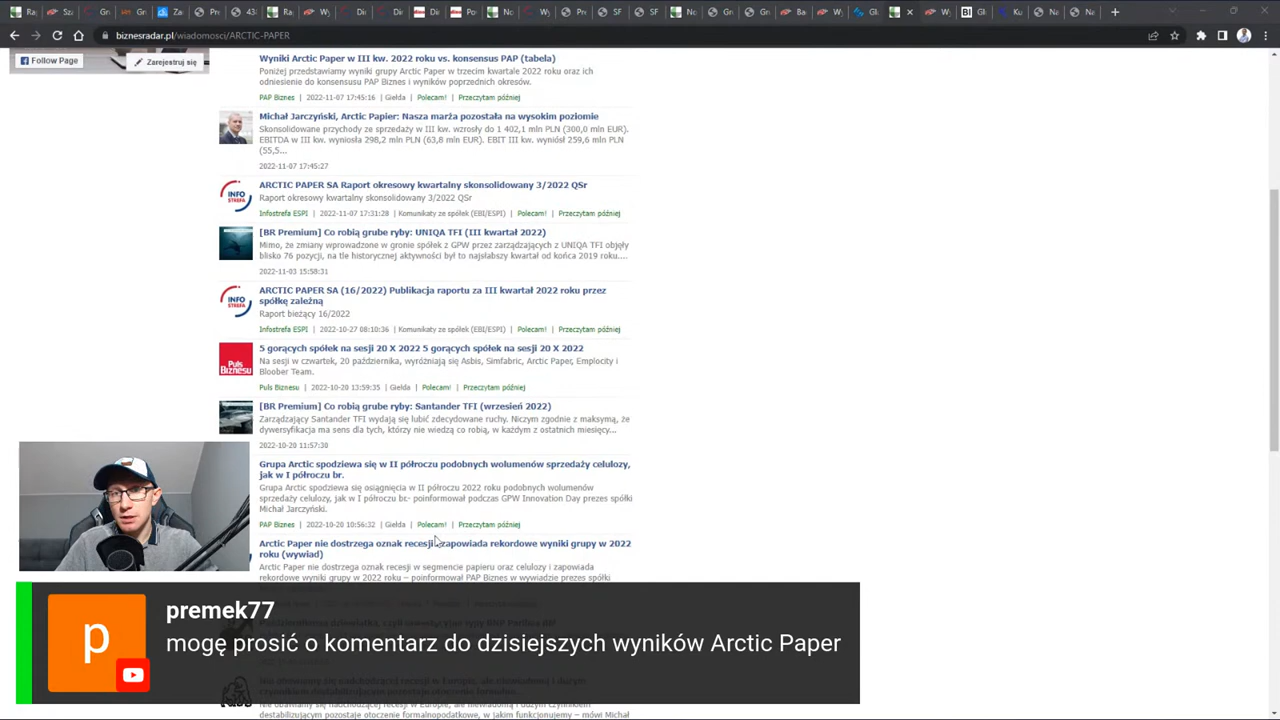 biznesradar.pl/wiadomosci/ARCTIC-PAPER
Follow Page
Zarejestruj się
Wyniki Arctic Paper w III kw. 2022 roku vs. konsensus PAP (tabela)
Poniżej przedstawiamy wyniki grupy Arctic Paper w trzecim kwartale 2022 roku oraz ich
odniesienie do konsensusu PAP Biznes i wyników poprzednich okresów.
PAP Biznes | 2022-11-07 17:45:16 | Giełda | Polecam! | Przeczytam później
Michał Jarczyński, Arctic Papier: Nasza marża pozostała na wysokim poziomie
Skonsolidowane przychody ze sprzedaży w III kw. wzrosły do 1 402,1 mln PLN (300,0 mln EUR).
EBITDA w III kw. wyniosła 298,2 mln PLN (63,8 mln EUR). EBIT III kw. wyniósł 259,6 mln PLN
(55,5...
2022-11-07 17:45:27
INFO STREFA
ARCTIC PAPER SA Raport okresowy kwartalny skonsolidowany 3/2022 QSr
Raport okresowy kwartalny skonsolidowany 3/2022 QSr
Infostrefa ESPI | 2022-11-07 17:31:28 | Komunikaty ze spółek (EBI/ESPI) | Polecam! | Przeczytam później
[BR Premium] Co robią grube ryby: UNIQA TFI (III kwartał 2022)
Mimo, że zmiany wprowadzone w gronie spółek z GPW przez zarządzających z UNIQA TFI objęły
blisko 76 pozycji, na tle historycznej aktywności był to najsłabszy kwartał od końca 2019 roku....
2022-11-03 15:58:31
INFO STREFA
ARCTIC PAPER SA (16/2022) Publikacja raportu za III kwartał 2022 roku przez
spółkę zależną
Raport bieżący 16/2022
Infostrefa ESPI | 2022-10-27 08:10:36 | Komunikaty ze spółek (EBI/ESPI) | Polecam! | Przeczytam później
Puls Biznesu
5 gorących spółek na sesji 20 X 2022 5 gorących spółek na sesji 20 X 2022
Na sesji w czwartek, 20 października, wyróżniają się Asbis, Simfabric, Arctic Paper, Emplocity i
Bloober Team.
Puls Biznesu | 2022-10-20 13:59:35 | Giełda | Polecam! | Przeczytam później
[BR Premium] Co robią grube ryby: Santander TFI (wrzesień 2022)
Zarządzający Santander TFI wydają się lubić zdecydowane ruchy. Niczym zgodnie z maksymą, że
dywersyfikacja ma sens dla tych, którzy nie wiedzą co robią, w każdym z ostatnich miesięcy...
2022-10-20 11:57:30
Grupa Arctic spodziewa się w II półroczu podobnych wolumenów sprzedaży celulozy,
jak w I półroczu br.
Grupa Arctic spodziewa się osiągnięcia w II półroczu 2022 roku podobnych wolumenów
sprzedaży celulozy, jak w I półroczu br.- poinformował podczas GPW Innovation Day prezes spółki
Michał Jarczyński.
PAP Biznes | 2022-10-20 10:56:32 | Giełda | Polecam! | Przeczytam później
Arctic Paper nie dostrzega oznak recesji, zapowiada rekordowe wyniki grupy w 2022
roku (wywiad)
Arctic Paper nie dostrzega oznak recesji w segmencie papieru oraz celulozy i zapowiada
rekordowe wyniki grupy w 2022 roku – poinformował PAP Biznes w wywiadzie prezes spółki
p
premek77
mogę prosić o komentarz do dzisiejszych wyników Arctic Paper